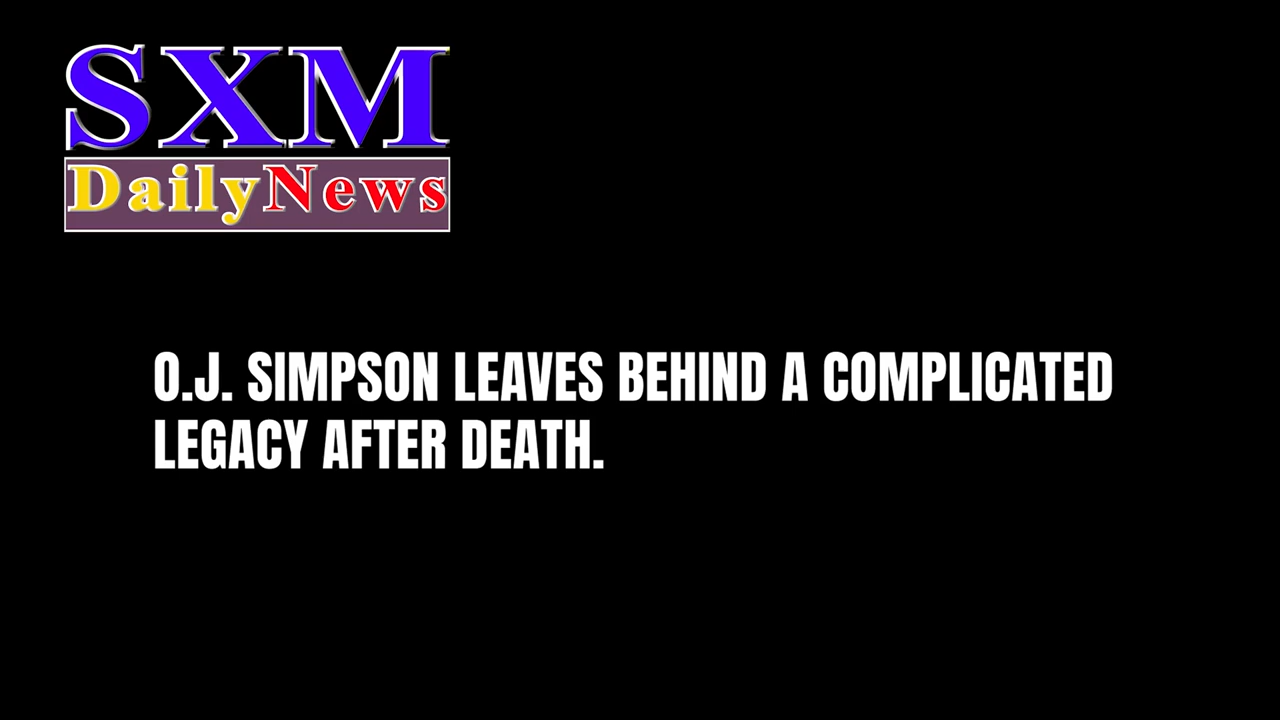 SXM
DailyNews
O.J. SIMPSON LEAVES BEHIND A COMPLICATED
LEGACY AFTER DEATH.